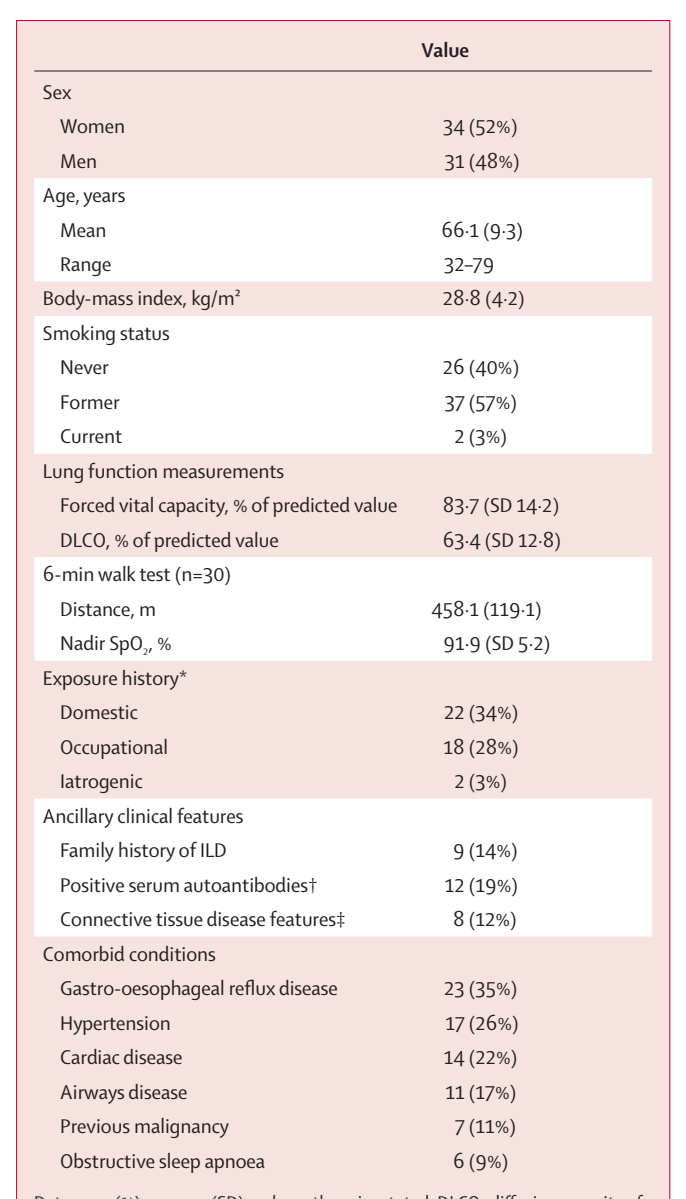 Value
Sex
Women 34 (52%)
Men 31 (48%)
Age, years
Mean 66·1 (9·3)
Range 32–79
Body-mass index, kg/m² 28·8 (4·2)
Smoking status
Never 26 (40%)
Former 37 (57%)
Current 2 (3%)
Lung function measurements
Forced vital capacity, % of predicted value 83·7 (SD 14·2)
DLCO, % of predicted value 63·4 (SD 12·8)
6-min walk test (n=30)
Distance, m 458·1 (119·1)
Nadir SpO₂, % 91·9 (SD 5·2)
Exposure history*
Domestic 22 (34%)
Occupational 18 (28%)
Iatrogenic 2 (3%)
Ancillary clinical features
Family history of ILD 9 (14%)
Positive serum autoantibodies† 12 (19%)
Connective tissue disease features‡ 8 (12%)
Comorbid conditions
Gastro-oesophageal reflux disease 23 (35%)
Hypertension 17 (26%)
Cardiac disease 14 (22%)
Airways disease 11 (17%)
Previous malignancy 7 (11%)
Obstructive sleep apnoea 6 (9%)